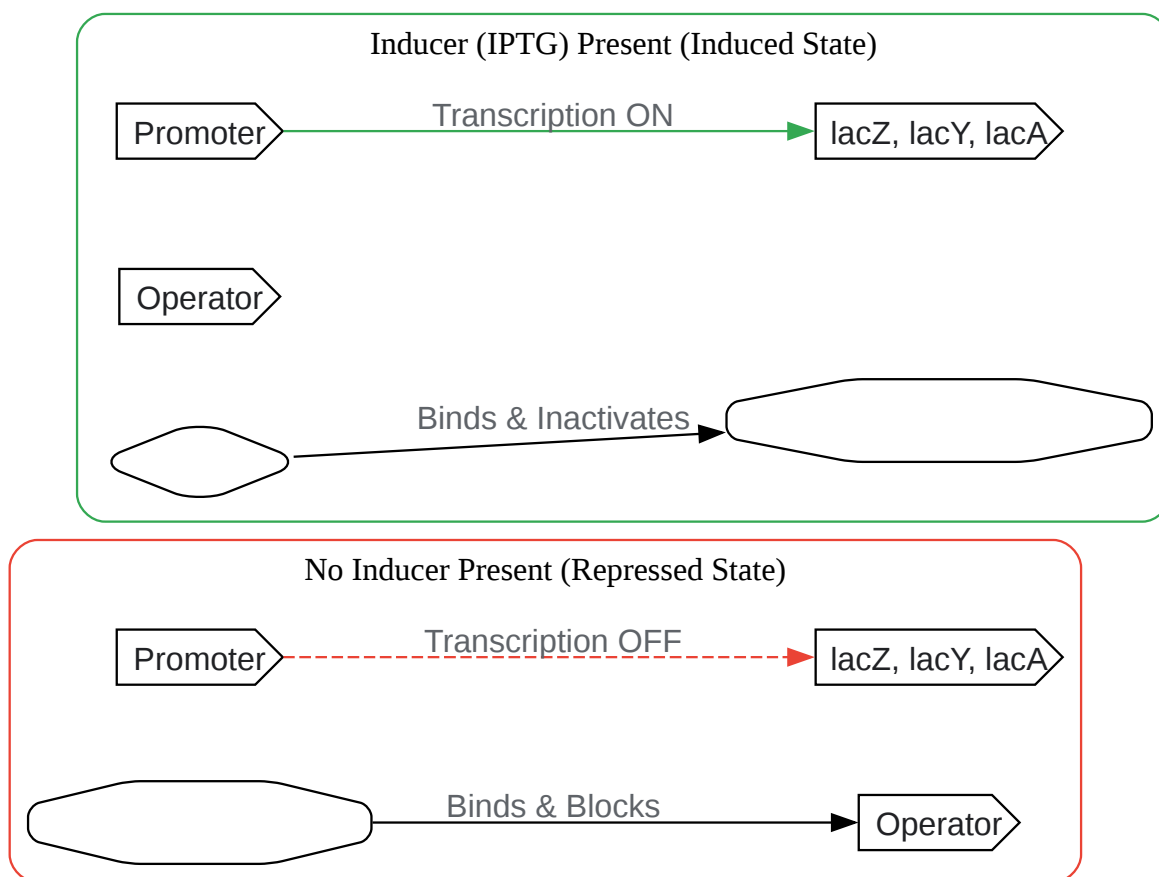 Inducer (IPTG) Present (Induced State)
Promoter
Transcription ON
lacZ, lacY, lacA
Operator
Binds & Inactivates
No Inducer Present (Repressed State)
Promoter
Transcription OFF
lacZ, lacY, lacA
Binds & Blocks
Operator